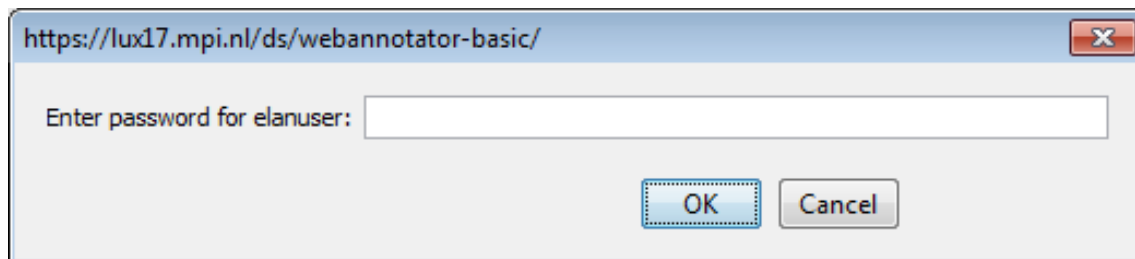 https://lux17.mpi.nl/ds/webannotator-basic/
Enter password for elanuser:
OK Cancel